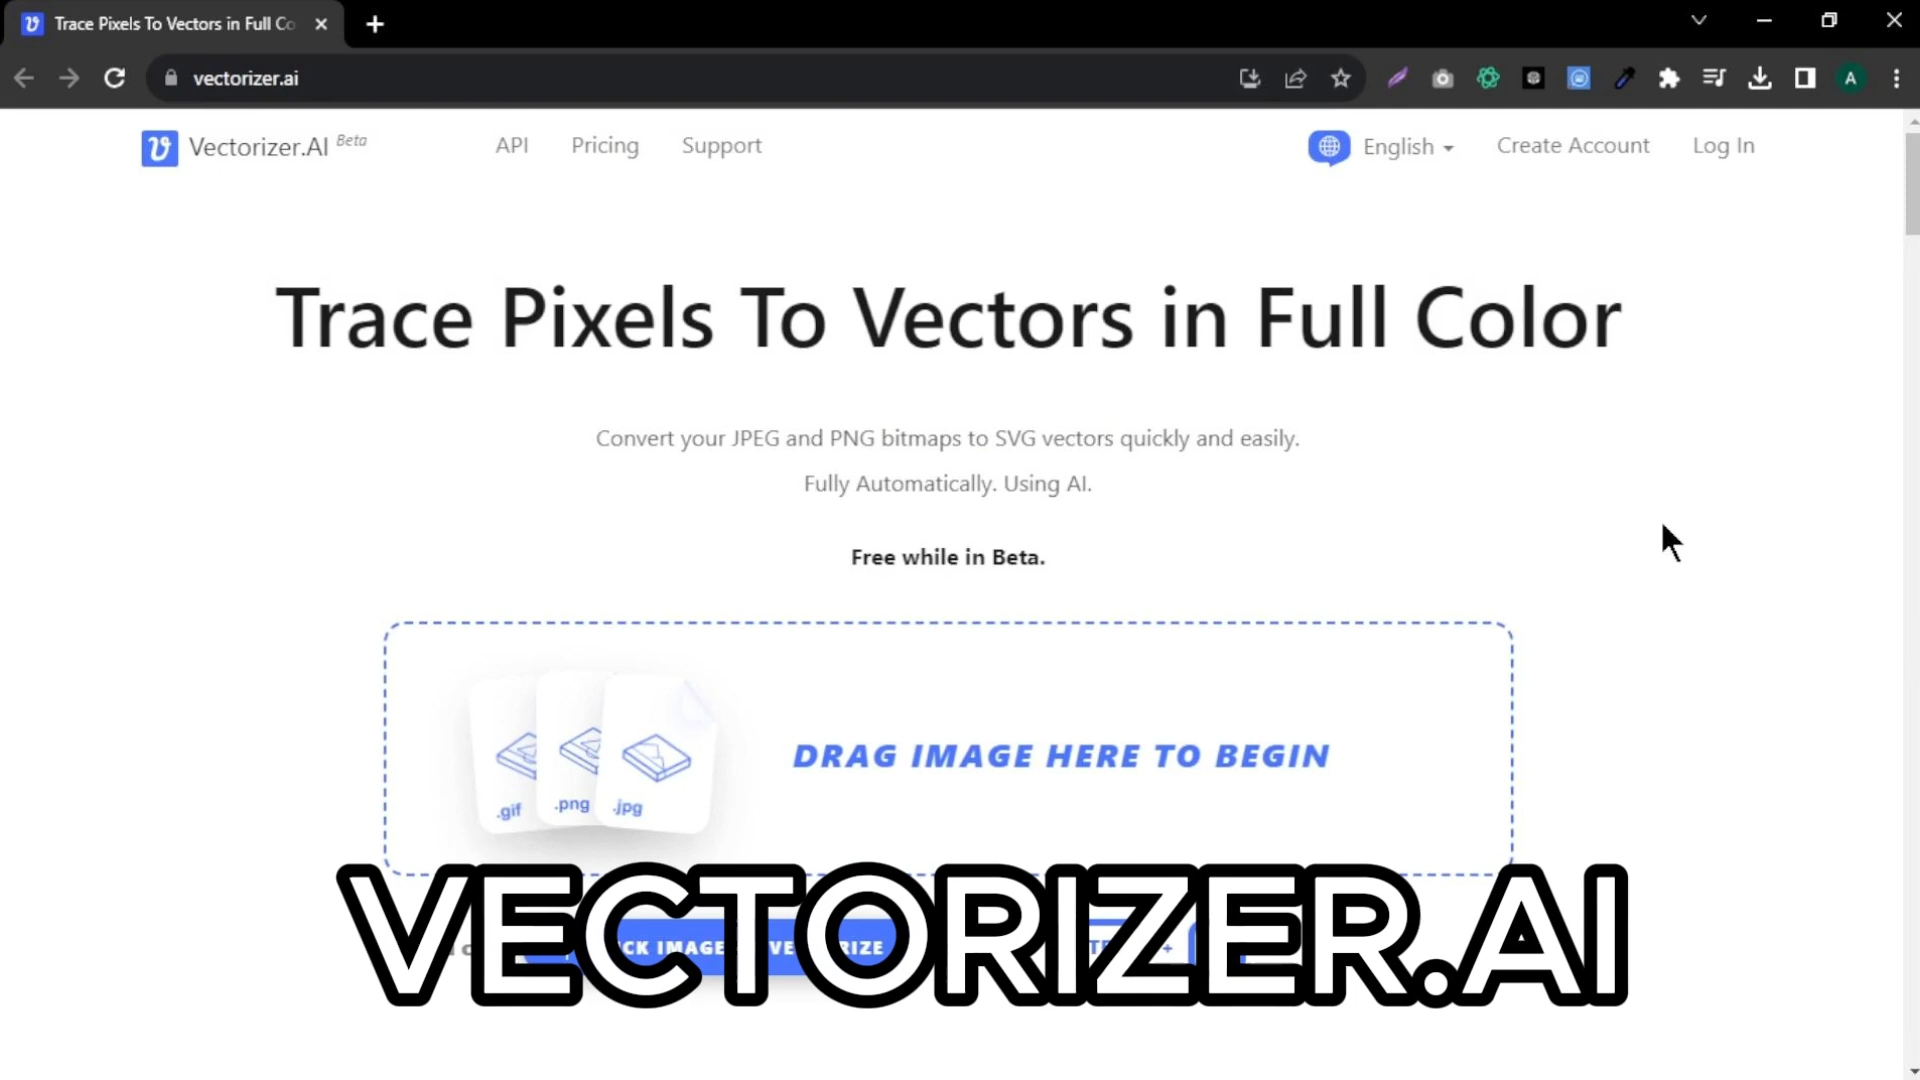 Trace Pixels To Vectors in Full Co
vectorizer.ai
A
Vectorizer.AI Beta
API
Pricing
Support
English
Create Account
Log In
Trace Pixels To Vectors in Full Color
Convert your JPEG and PNG bitmaps to SVG vectors quickly and easily.
Fully Automatically. Using AI.
Free while in Beta.
.gif
.png
.jpg
DRAG IMAGE HERE TO BEGIN
VECTORIZER.AI
IMAGE